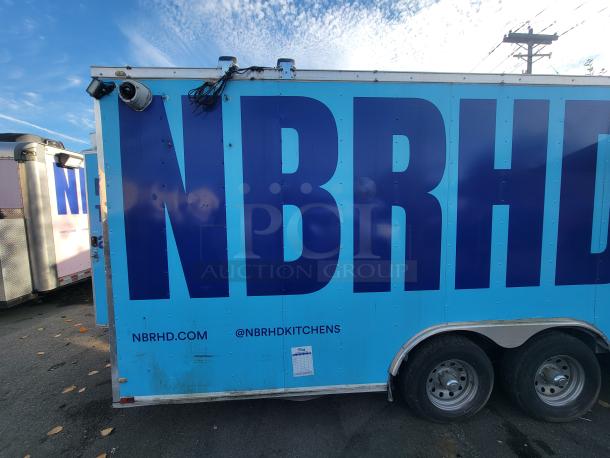 NBRHD
PCI
AUCTION GROUP
NBRHD.COM @NBRHDKITCHENS
N